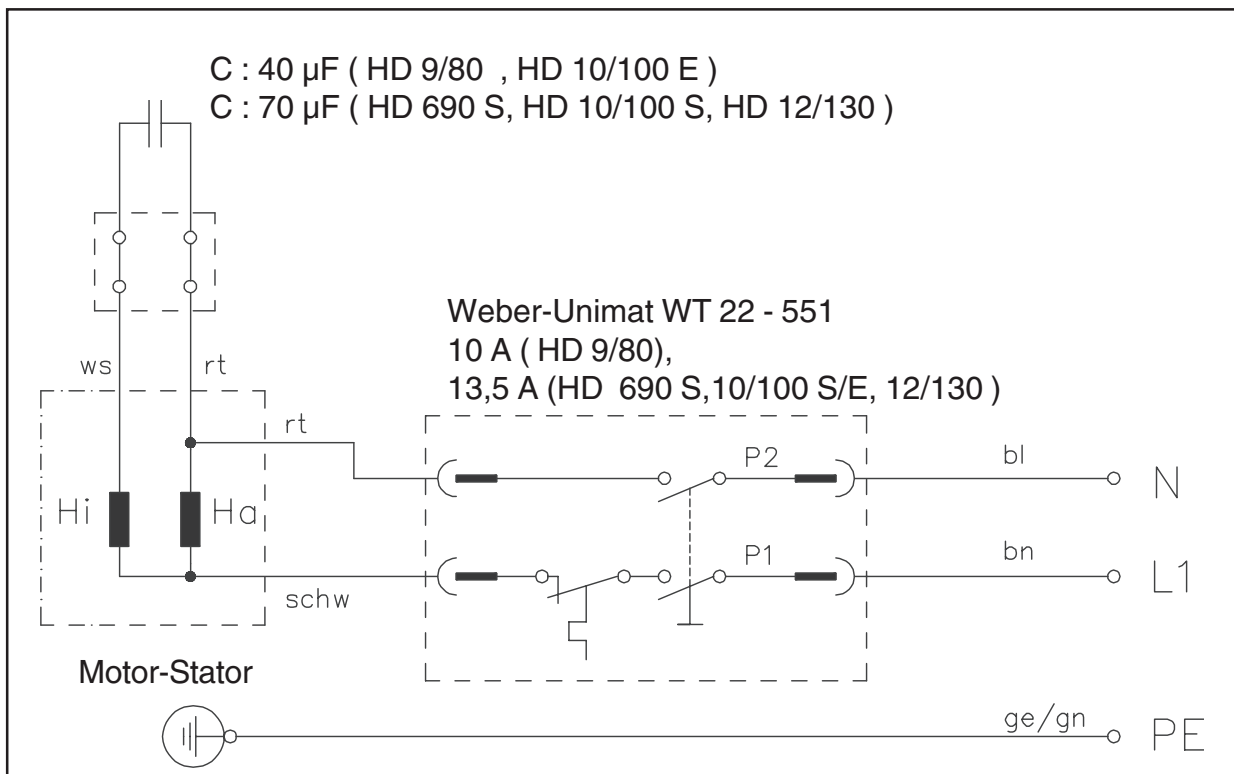 C : 40 µF ( HD 9/80 , HD 10/100 E )
C : 70 µF ( HD 690 S, HD 10/100 S, HD 12/130 )
Weber-Unimat WT 22 - 551
10 A ( HD 9/80),
13,5 A (HD 690 S,10/100 S/E, 12/130 )
ws
rt
rt
P2
bl
N
Hi
Ha
P1
bn
L1
schw
Motor-Stator
ge/gn
PE